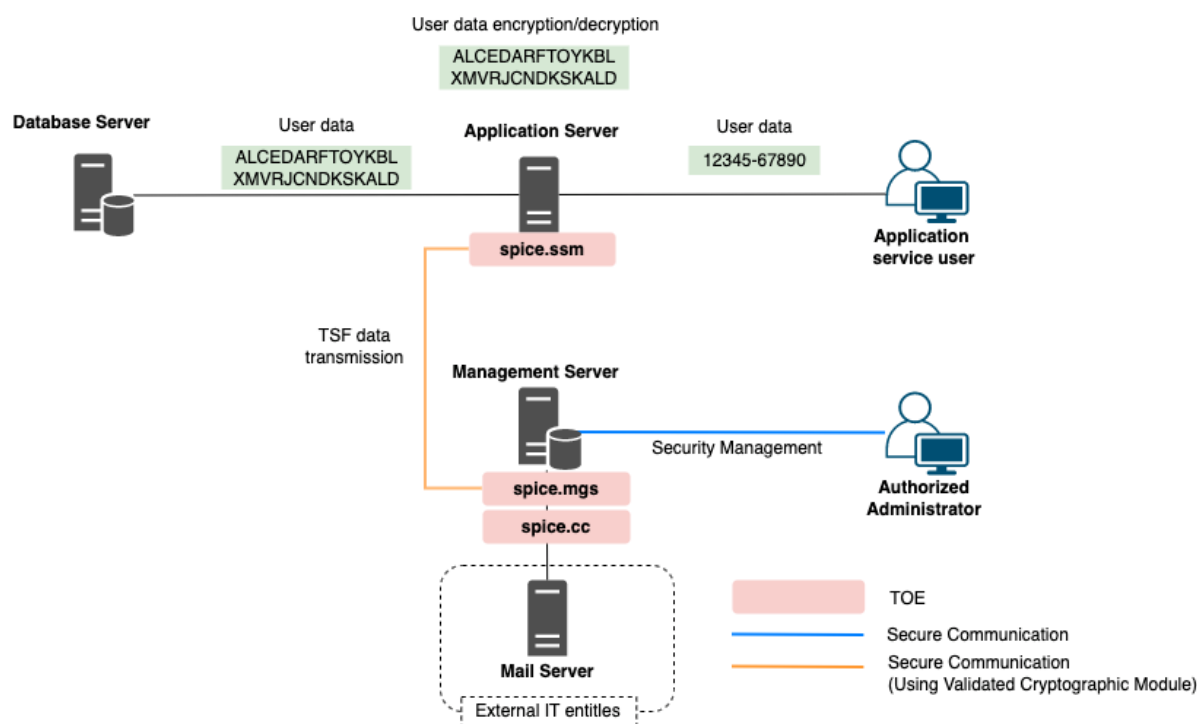 User data encryption/decryption
ALCEDARFTOYKBL
XMVRJCNDKSKALD
Database Server
User data
ALCEDARFTOYKBL
XMVRJCNDKSKALD
Application Server
User data
12345-67890
spice.ssm
Application
service user
TSF data
transmission
Management Server
Security Management
spice.mgs
spice.cc
Authorized
Administrator
Mail Server
External IT entities
TOE
Secure Communication
Secure Communication
(Using Validated Cryptographic Module)